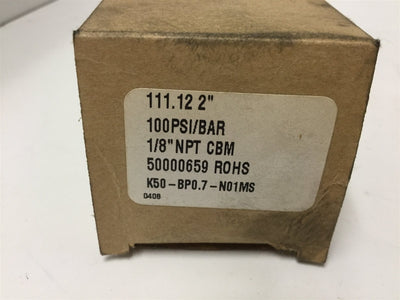 111.12 2"
100PSI/BAR
1/8"NPT CBM
50000659 ROHS
K50-BP0.7-N01MS
0408